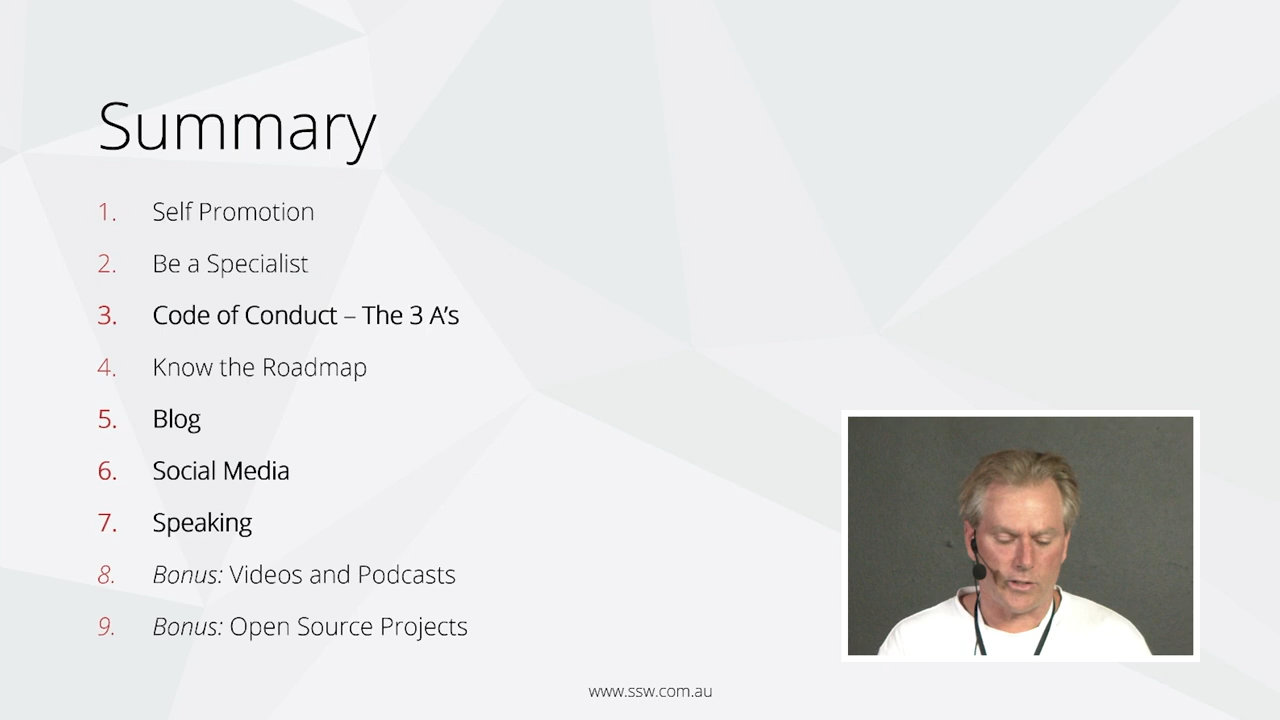 Summary
1. Self Promotion
2. Be a Specialist
3. Code of Conduct – The 3 A’s
4. Know the Roadmap
5. Blog
6. Social Media
7. Speaking
8. Bonus: Videos and Podcasts
9. Bonus: Open Source Projects
www.ssw.com.au